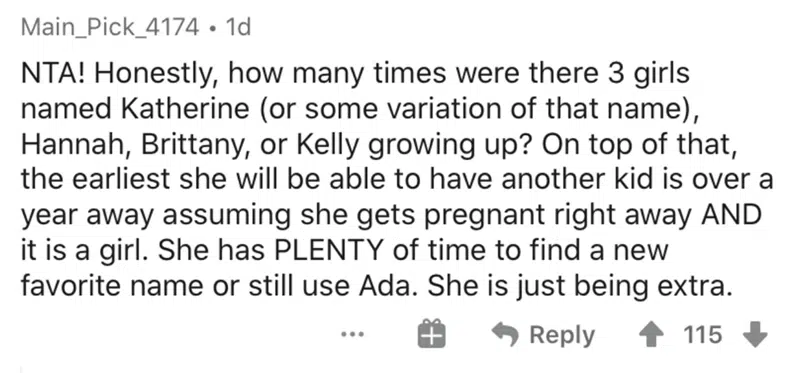 Main_Pick_4174 • 1d
NTA! Honestly, how many times were there 3 girls
named Katherine (or some variation of that name),
Hannah, Brittany, or Kelly growing up? On top of that,
the earliest she will be able to have another kid is over a
year away assuming she gets pregnant right away AND
it is a girl. She has PLENTY of time to find a new
favorite name or still use Ada. She is just being extra.
... Reply 115